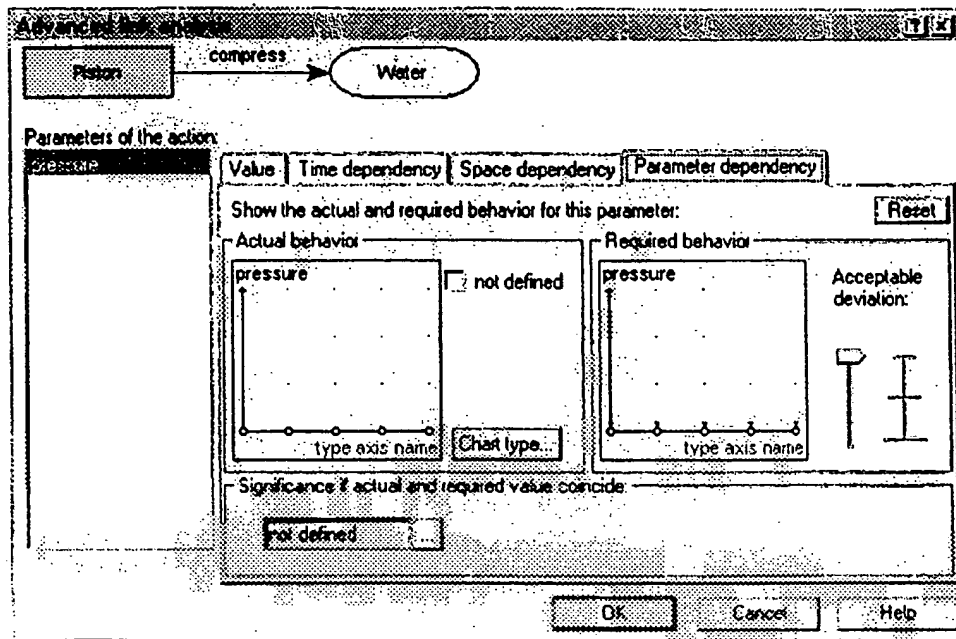 Advanced link analysis
compress
Piston
Water
Parameters of the action:
pressure
Value
Time dependency
Space dependency
Parameter dependency
Show the actual and required behavior for this parameter:
Reset
Actual behavior
pressure
not defined
type axis name
Chart type...
Required behavior
pressure
Acceptable
deviation:
type axis name
Significance if actual and required value coincide:
not defined
...
OK
Cancel
Help